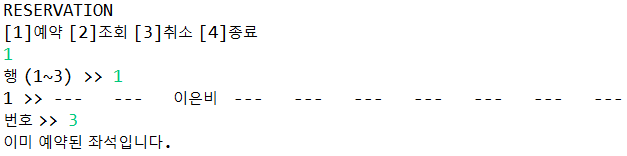 RESERVATION
[1]예약 [2]조회 [3]취소 [4]종료
1
행 (1~3) >> 1
1 >> --- --- 이은비 --- --- --- --- --- --- ---
번호 >> 3
이미 예약된 좌석입니다.